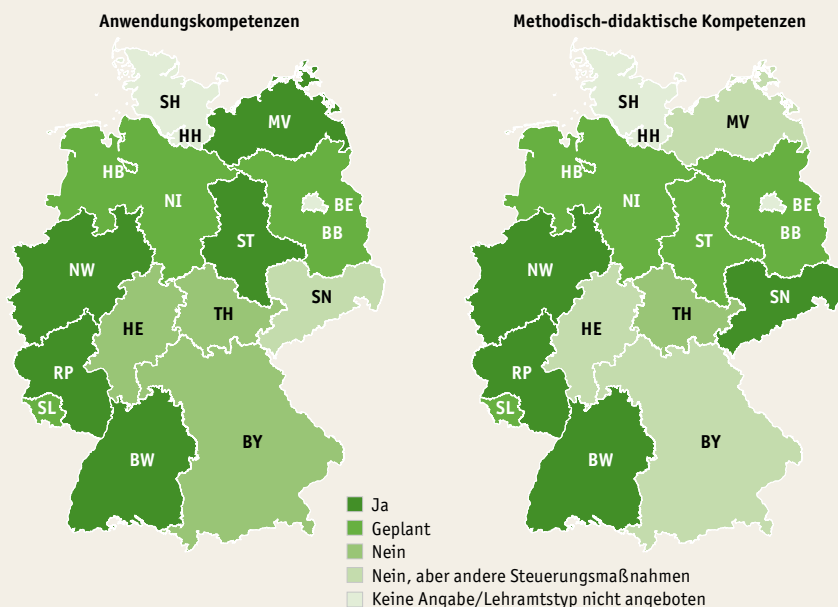 Anwendungskompetenzen
SH
HH
MV
HB
NI
BE
BB
ST
NW
SN
TH
HE
RP
SL
BW
BY
Methodisch-didaktische Kompetenzen
SH
HH
MV
HB
NI
BE
BB
ST
NW
SN
TH
HE
RP
SL
BW
BY
Ja
Geplant
Nein
Nein, aber andere Steuerungsmaßnahmen
Keine Angabe/Lehramtstyp nicht angeboten